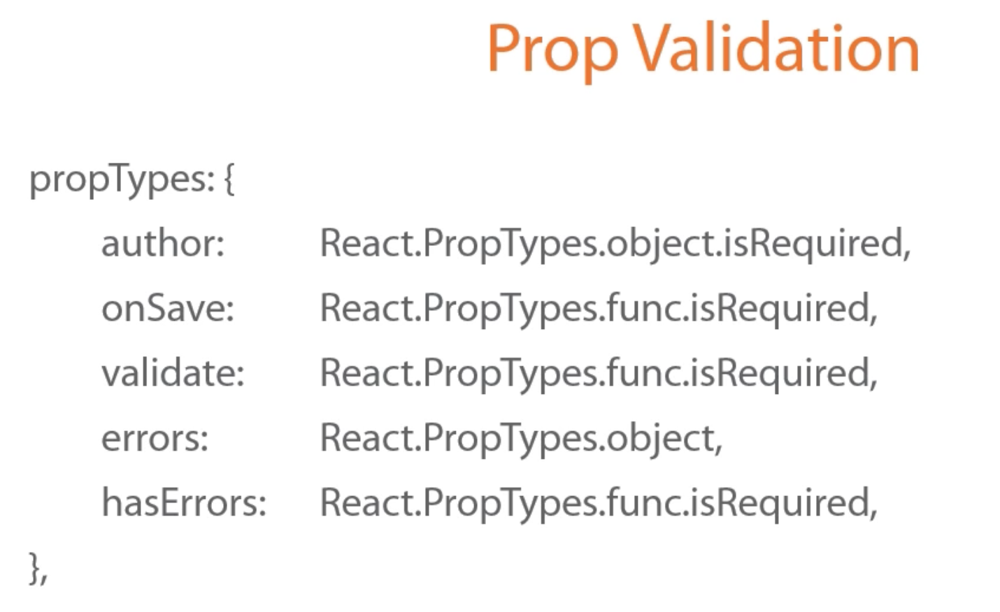 Prop Validation
propTypes: {
author: React.PropTypes.object.isRequired,
onSave: React.PropTypes.func.isRequired,
validate: React.PropTypes.func.isRequired,
errors: React.PropTypes.object,
hasErrors: React.PropTypes.func.isRequired,
},